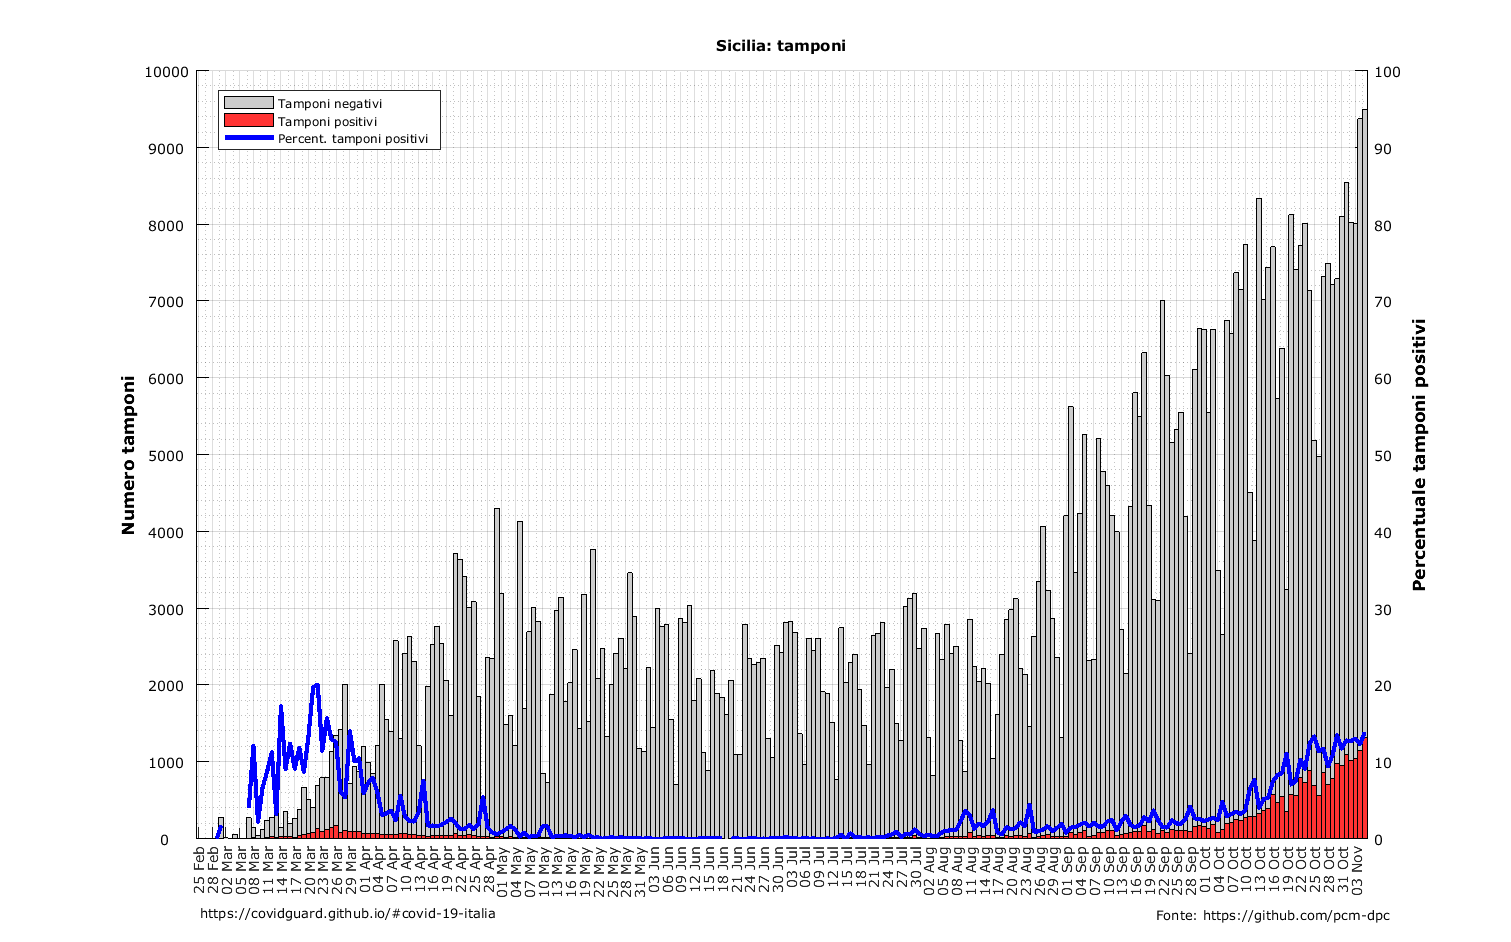 Sicilia: tamponi
Tamponi negativi
Tamponi positivi
Percent. tamponi positivi
Numero tamponi
10000
9000
8000
7000
6000
5000
4000
3000
2000
1000
0
100
90
80
70
60
50
40
30
20
10
0
Percentuale tamponi positivi
25 Feb
28 Feb
02 Mar
05 Mar
08 Mar
11 Mar
14 Mar
17 Mar
20 Mar
23 Mar
26 Mar
29 Mar
01 Apr
04 Apr
07 Apr
10 Apr
13 Apr
16 Apr
19 Apr
22 Apr
25 Apr
28 Apr
01 May
04 May
07 May
10 May
13 May
16 May
19 May
22 May
25 May
28 May
31 May
03 Jun
06 Jun
09 Jun
12 Jun
15 Jun
18 Jun
21 Jun
24 Jun
27 Jun
30 Jun
03 Jul
06 Jul
09 Jul
12 Jul
15 Jul
18 Jul
21 Jul
24 Jul
27 Jul
30 Jul
02 Aug
05 Aug
08 Aug
11 Aug
14 Aug
17 Aug
20 Aug
23 Aug
26 Aug
29 Aug
01 Sep
04 Sep
07 Sep
10 Sep
13 Sep
16 Sep
19 Sep
22 Sep
25 Sep
28 Sep
01 Oct
04 Oct
07 Oct
10 Oct
13 Oct
16 Oct
19 Oct
22 Oct
25 Oct
28 Oct
31 Oct
03 Nov
https://covidguard.github.io/#covid-19-italia
Fonte: https://github.com/pcm-dpc